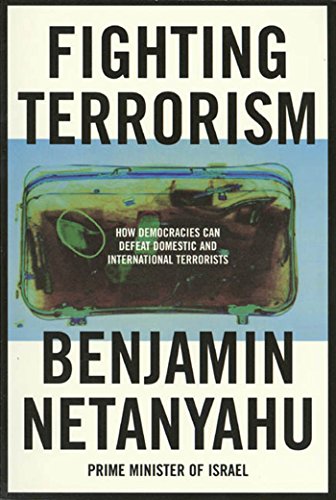 FIGHTING
TERRORISM
HOW DEMOCRACIES CAN
DEFEAT DOMESTIC AND
INTERNATIONAL TERRORISTS
BENJAMIN
NETANYAHU
PRIME MINISTER OF ISRAEL